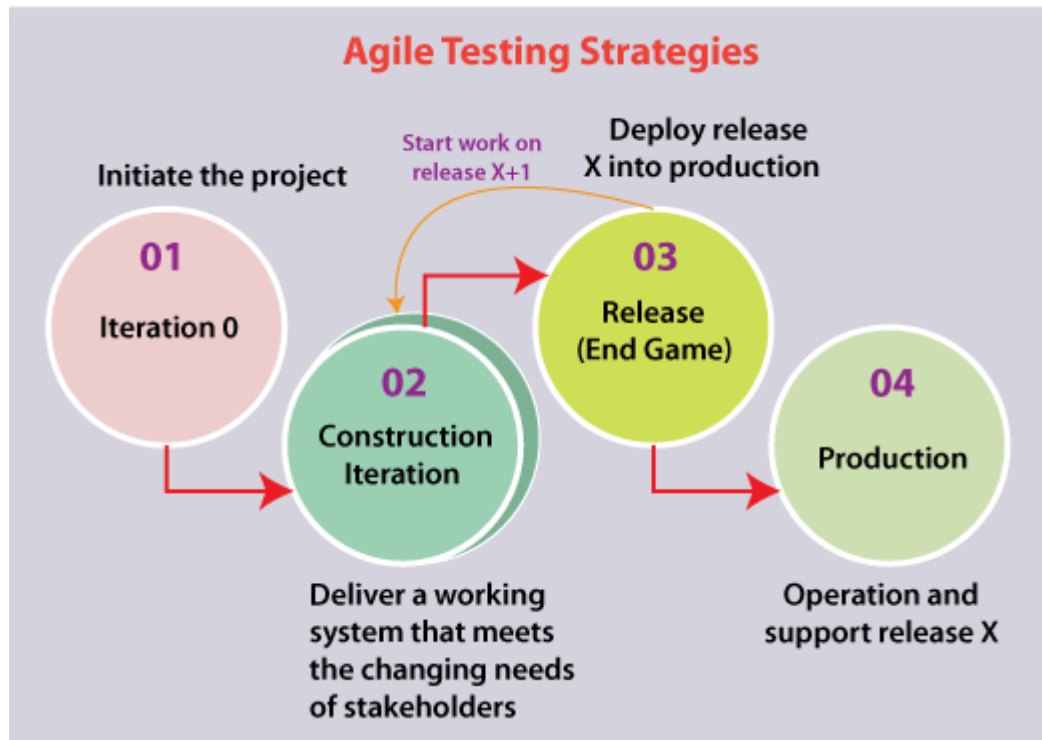 Agile Testing Strategies
Initiate the project
01
Iteration 0
Start work on
release X+1
02
Construction
Iteration
Deliver a working
system that meets
the changing needs
of stakeholders
Deploy release
X into production
03
Release
(End Game)
04
Production
Operation and
support release X